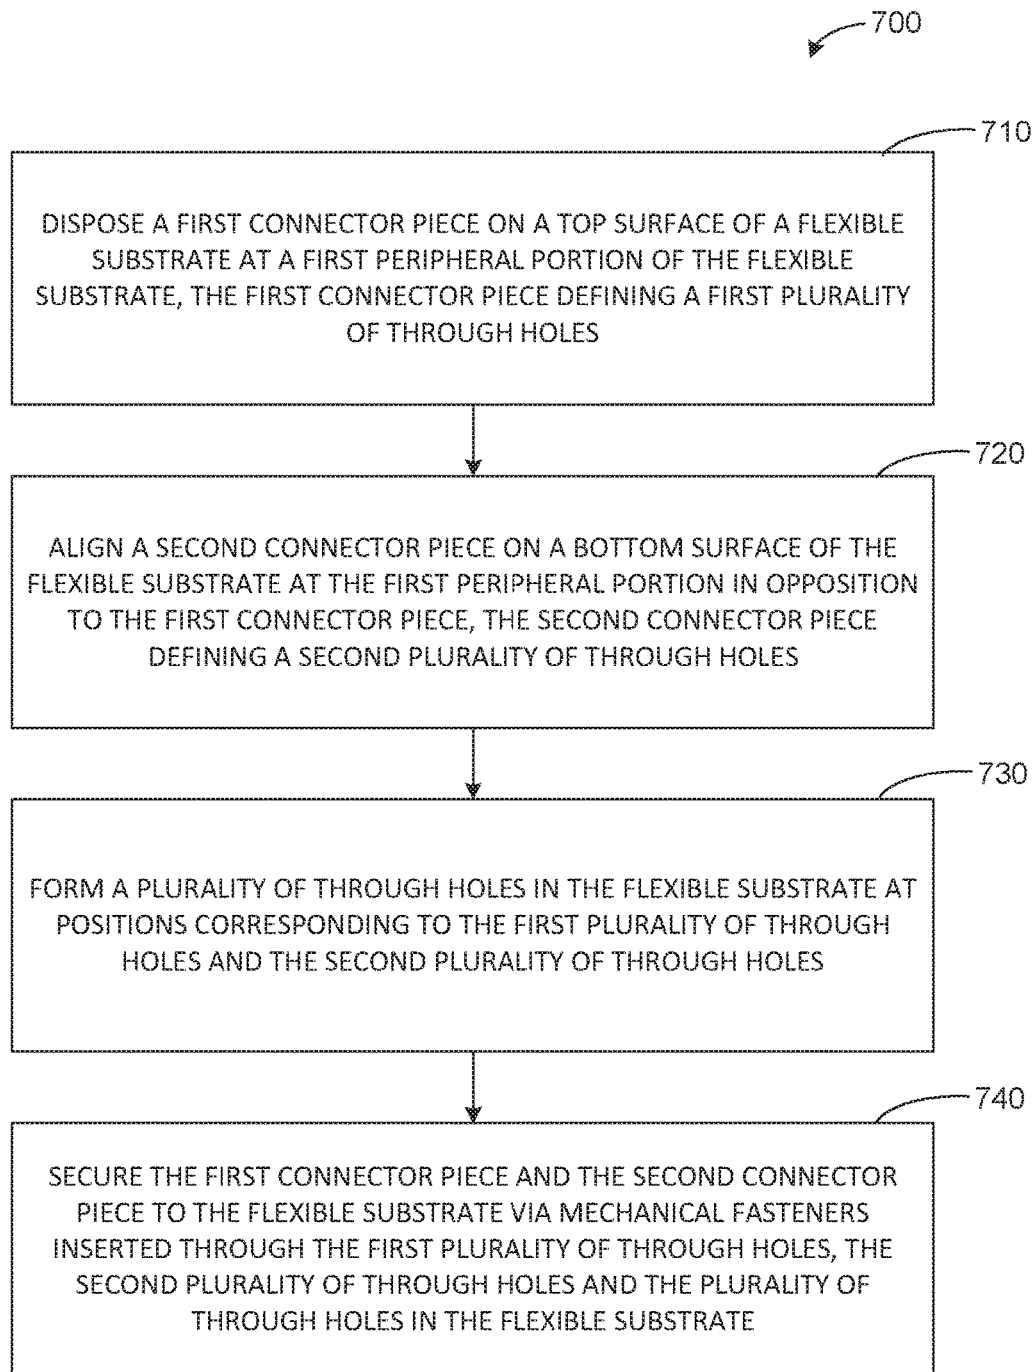 700
710
DISPOSE A FIRST CONNECTOR PIECE ON A TOP SURFACE OF A FLEXIBLE
SUBSTRATE AT A FIRST PERIPHERAL PORTION OF THE FLEXIBLE
SUBSTRATE, THE FIRST CONNECTOR PIECE DEFINING A FIRST PLURALITY
OF THROUGH HOLES
720
ALIGN A SECOND CONNECTOR PIECE ON A BOTTOM SURFACE OF THE
FLEXIBLE SUBSTRATE AT THE FIRST PERIPHERAL PORTION IN OPPOSITION
TO THE FIRST CONNECTOR PIECE, THE SECOND CONNECTOR PIECE
DEFINING A SECOND PLURALITY OF THROUGH HOLES
730
FORM A PLURALITY OF THROUGH HOLES IN THE FLEXIBLE SUBSTRATE AT
POSITIONS CORRESPONDING TO THE FIRST PLURALITY OF THROUGH
HOLES AND THE SECOND PLURALITY OF THROUGH HOLES
740
SECURE THE FIRST CONNECTOR PIECE AND THE SECOND CONNECTOR
PIECE TO THE FLEXIBLE SUBSTRATE VIA MECHANICAL FASTENERS
INSERTED THROUGH THE FIRST PLURALITY OF THROUGH HOLES, THE
SECOND PLURALITY OF THROUGH HOLES AND THE PLURALITY OF
THROUGH HOLES IN THE FLEXIBLE SUBSTRATE